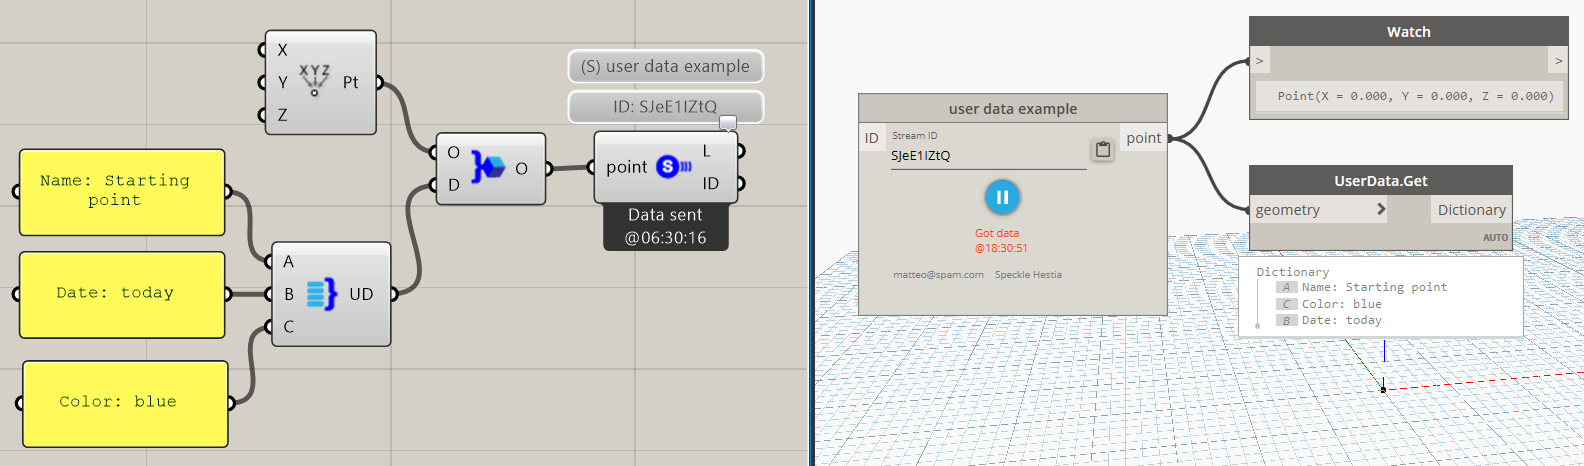 X
Y
Z
XYZ
Pt
(S) user data example
ID: SJeE1IZtQ
O
D
O
point
S
L
ID
Data sent
@06:30:16
Name: Starting
point
Date: today
Color: blue
A
B
C
UD
user data example
ID
Stream ID
SJeE1IZtQ
point
Got data
@18:30:51
matteo@spam.com Speckle Hestia
Watch
> >
Point(X = 0.000, Y = 0.000, Z = 0.000)
UserData.Get
geometry > Dictionary
AUTO
Dictionary
A Name: Starting point
C Color: blue
B Date: today